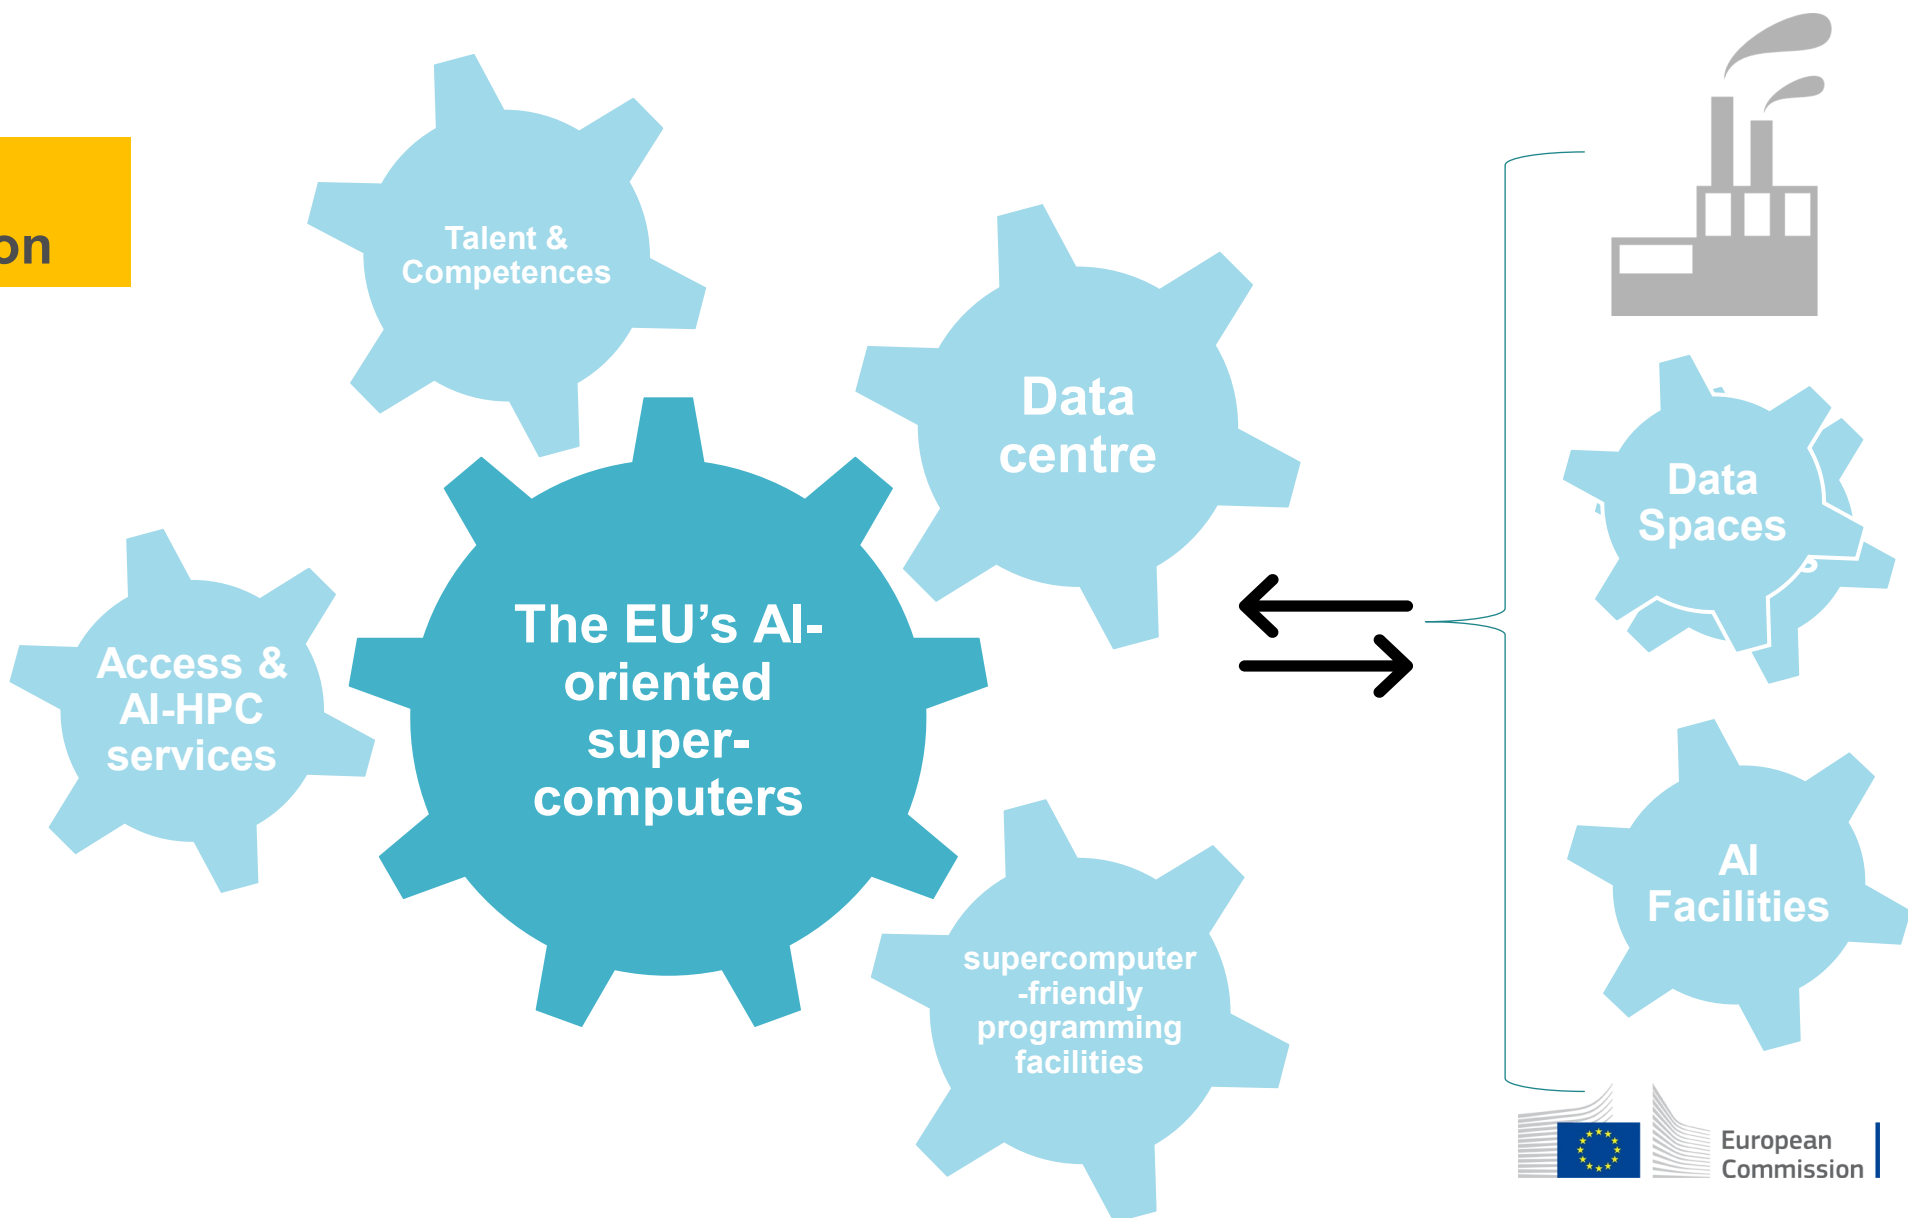 Talent &
Competences
Data
centre
The EU's AI-
oriented
super-
computers
Access &
AI-HPC
services
supercomputer
-friendly
programming
facilities
Data
Spaces
AI
Facilities
European
Commission